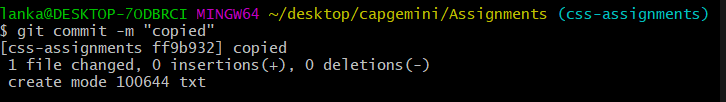 lanka@DESKTOP-7ODBRCI MINGW64 ~/desktop/capgemini/Assignments (css-assignments)
$ git commit -m "copied"
[css-assignments ff9b932] copied
 1 file changed, 0 insertions(+), 0 deletions(-)
 create mode 100644 txt